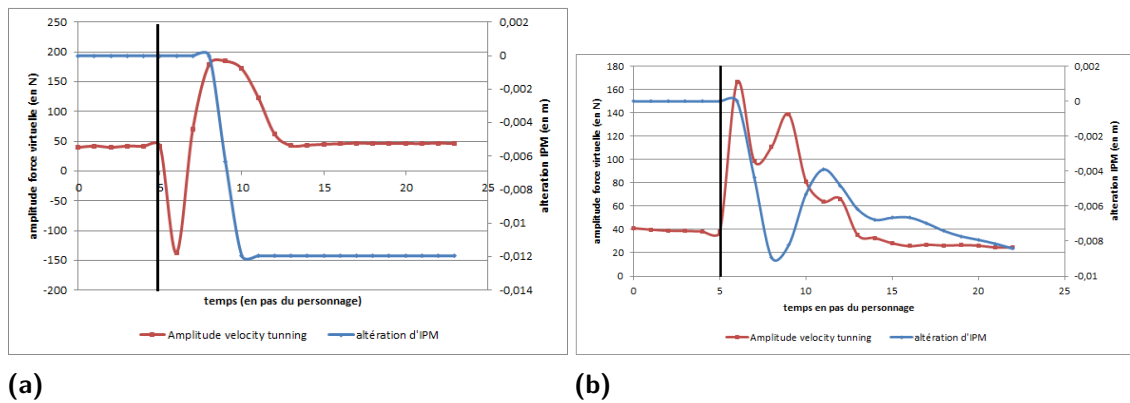 250
200
150
100
50
0
-50
-100
-150
-200
amplitude force virtuelle (en N)
0 5 10 15 20 25
0,002
0
-0,002
-0,004
-0,006
-0,008
-0,01
-0,012
-0,014
alteration IPM (en m)
temps (en pas du personnage)
Amplitude velocity tunning
altération d'IPM
(a)
180
160
140
120
100
80
60
40
20
0
amplitude force virtuelle (en N)
0 5 10 15 20 25
0,002
0
-0,002
-0,004
-0,006
-0,008
-0,01
alteration IPM (en m)
temps en pas du personnage
Amplitude velocity tunning
altération d'IPM
(b)